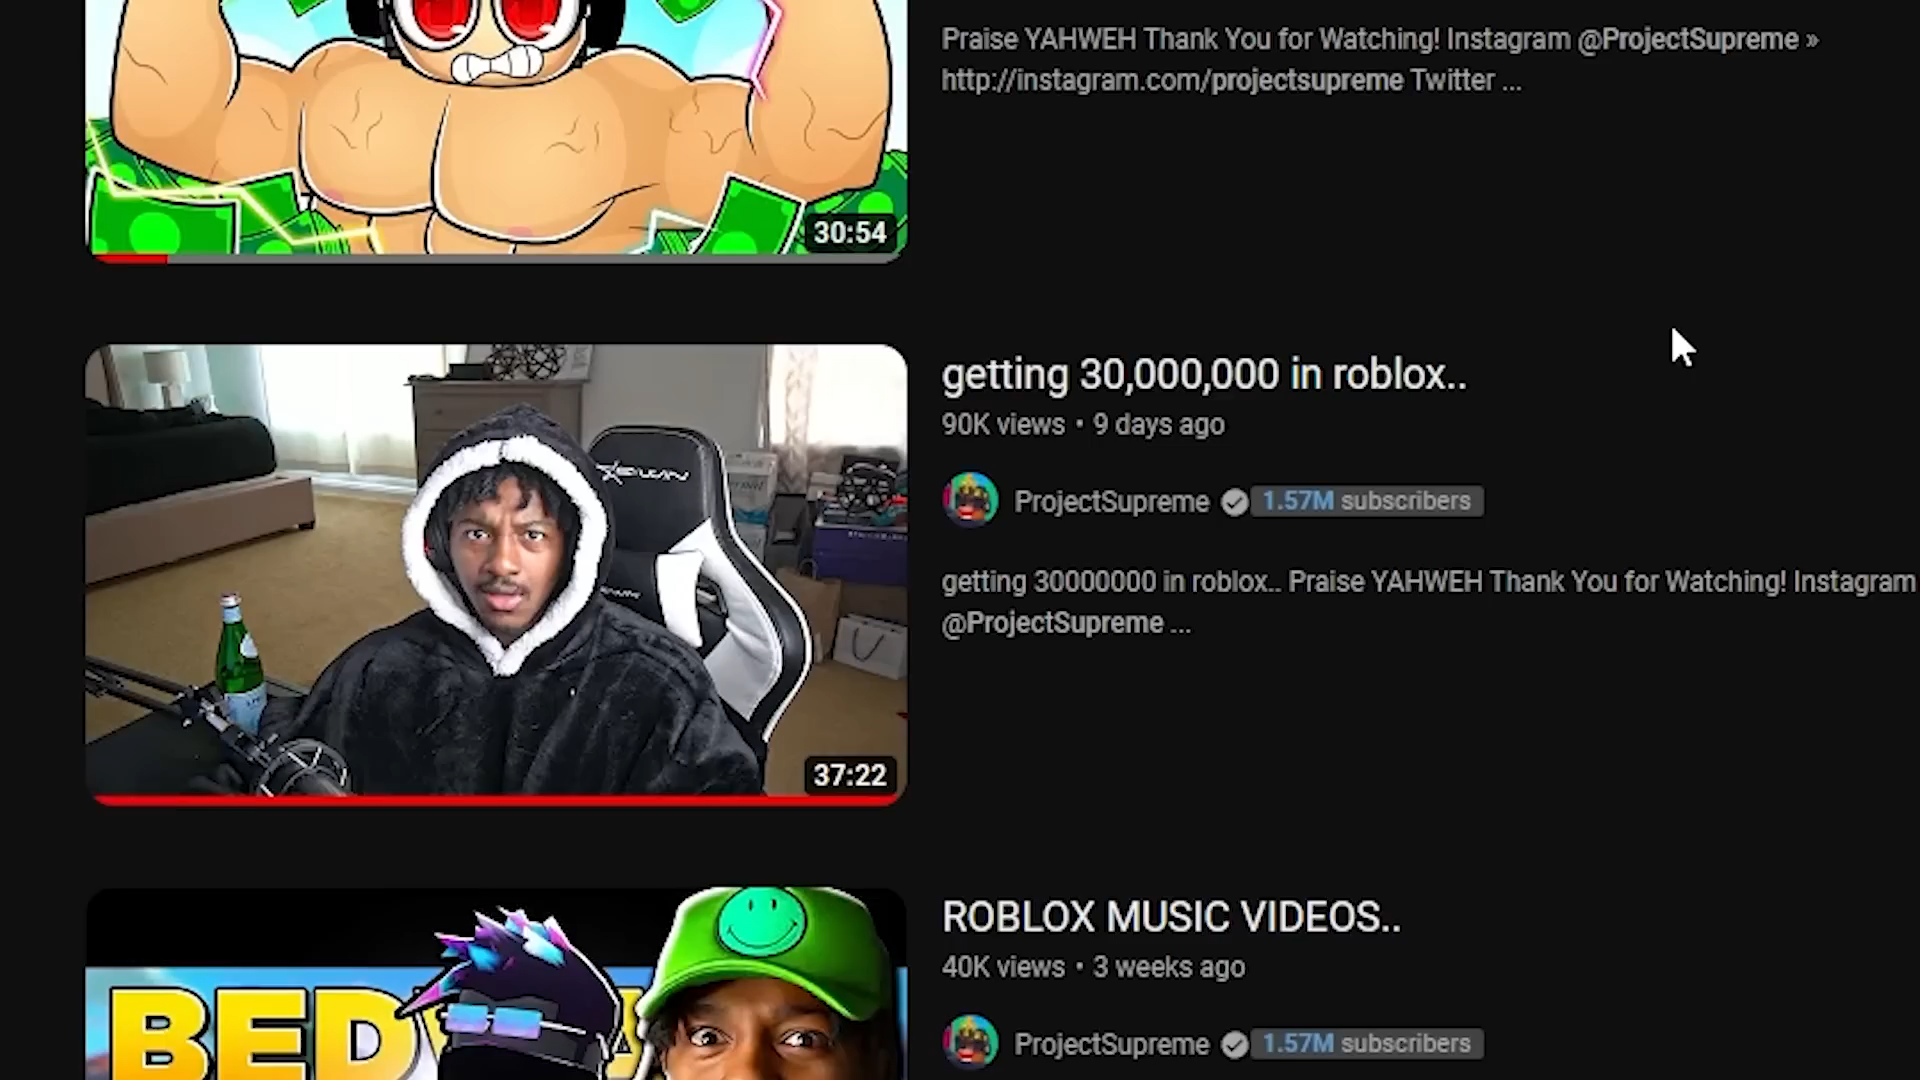 Praise YAHWEH Thank You for Watching! Instagram @ProjectSupreme »
http://instagram.com/projectsupreme Twitter ...
30:54
getting 30,000,000 in roblox..
90K views • 9 days ago
ProjectSupreme 1.57M subscribers
getting 30000000 in roblox.. Praise YAHWEH Thank You for Watching! Instagram
@ProjectSupreme ...
37:22
ROBLOX MUSIC VIDEOS..
40K views • 3 weeks ago
ProjectSupreme 1.57M subscribers
BED